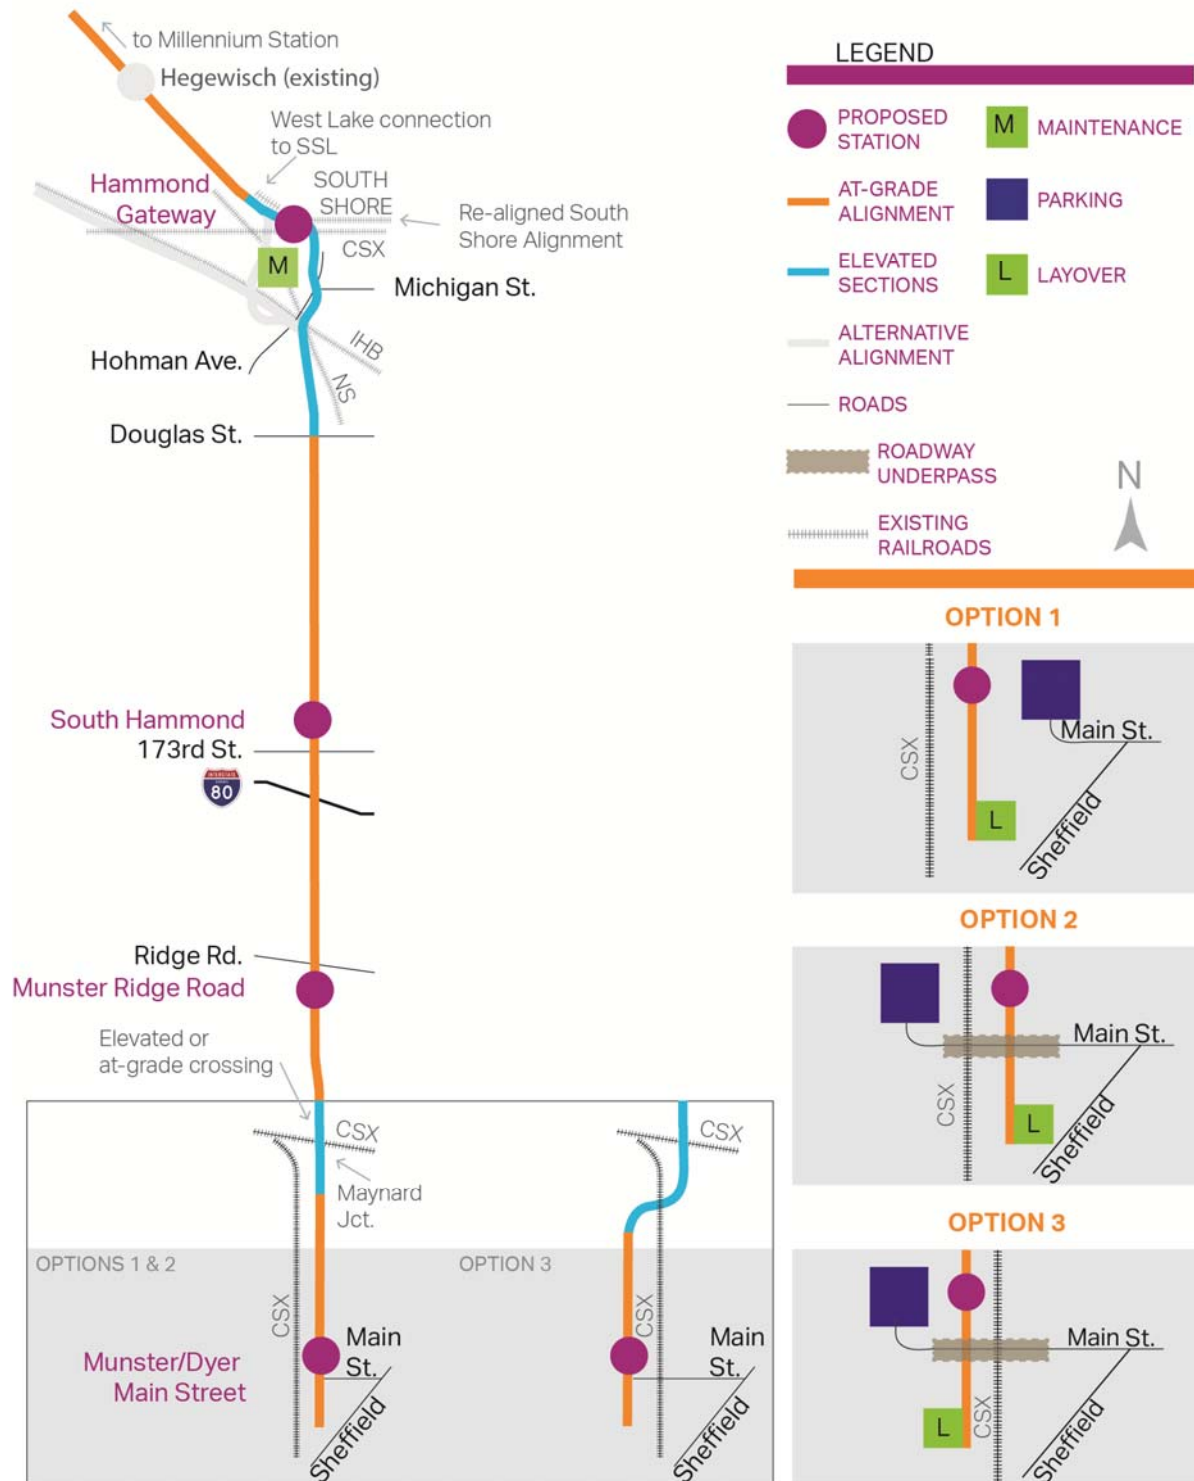 to Millennium Station
Hegewisch (existing)
West Lake connection
to SSL
Hammond
Gateway
SOUTH
SHORE
CSX
Re-aligned South
Shore Alignment
M
Michigan St.
Hohman Ave.
IHB
NS
Douglas St.
South Hammond
173rd St.
INTERSTATE
80
Ridge Rd.
Munster Ridge Road
Elevated or
at-grade crossing
CSX
Maynard
Jct.
OPTIONS 1 & 2
CSX
Munster/Dyer
Main Street
Main
St.
Sheffield
CSX
OPTION 3
CSX
Main
St.
Sheffield
LEGEND
PROPOSED
STATION
M
MAINTENANCE
AT-GRADE
ALIGNMENT
PARKING
ELEVATED
SECTIONS
L
LAYOVER
ALTERNATIVE
ALIGNMENT
ROADS
ROADWAY
UNDERPASS
EXISTING
RAILROADS
N
OPTION 1
CSX
Main St.
L
Sheffield
OPTION 2
Main St.
CSX
L
Sheffield
OPTION 3
Main St.
L
CSX
Sheffield